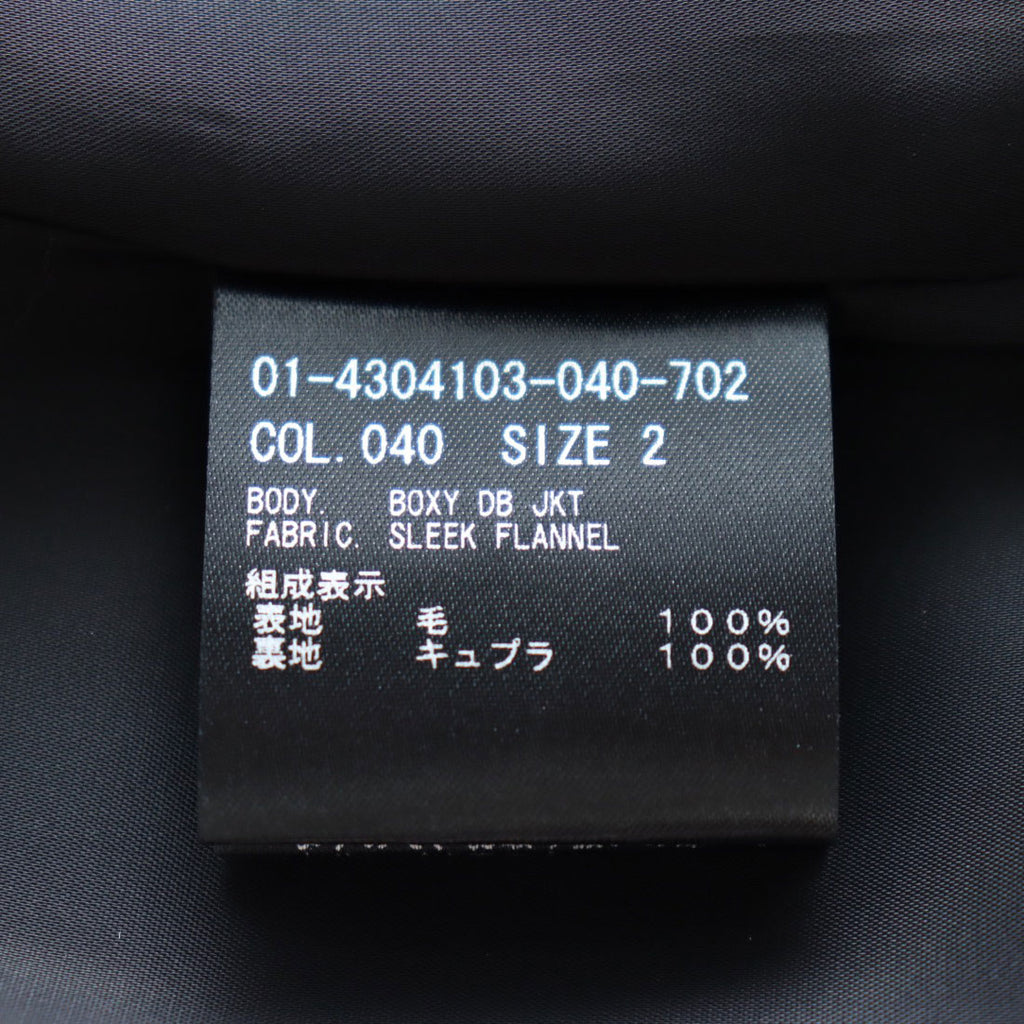 01-4304103-040-702
COL.040 SIZE 2
BODY. BOXY DB JKT
FABRIC. SLEEK FLANNEL
組成表示
表地 毛 １００％
裏地 キュプラ １００％